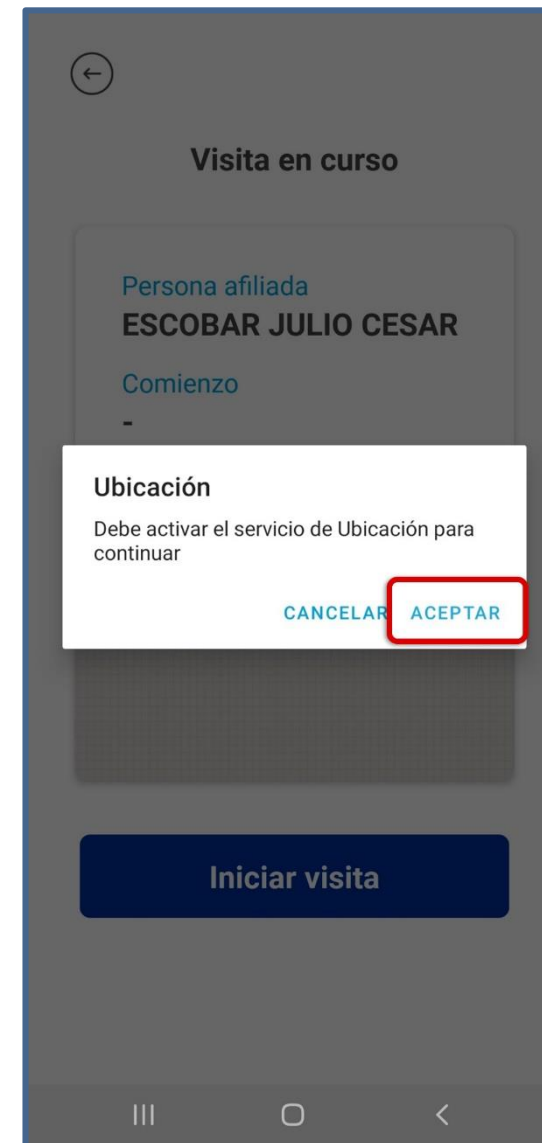 Visita en curso
Persona afiliada
ESCOBAR JULIO CESAR
Comienzo
-
Ubicación
Debe activar el servicio de Ubicación para
continuar
CANCELAR ACEPTAR
Iniciar visita